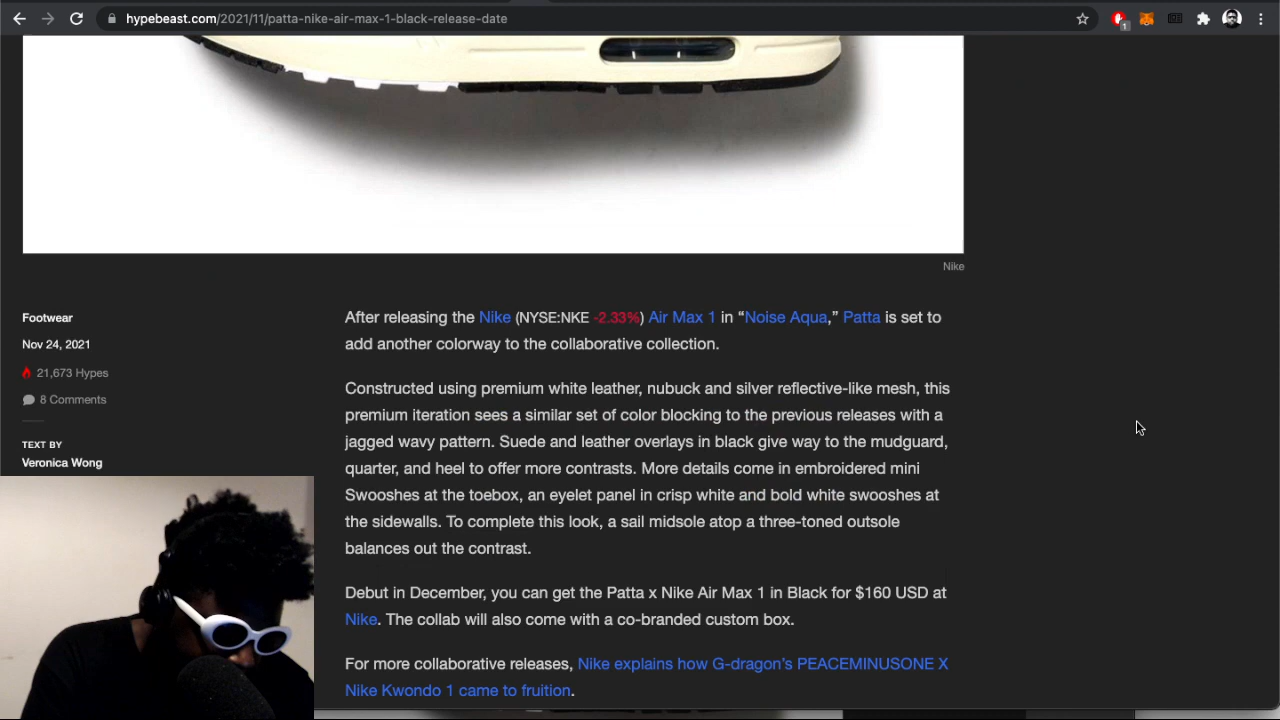 hypebeast.com/2021/11/patta-nike-air-max-1-black-release-date
1
Nike
Footwear
Nov 24, 2021
21,673 Hypes
8 Comments
TEXT BY
Veronica Wong
After releasing the Nike (NYSE:NKE -2.33%) Air Max 1 in “Noise Aqua,” Patta is set to
add another colorway to the collaborative collection.
Constructed using premium white leather, nubuck and silver reflective-like mesh, this
premium iteration sees a similar set of color blocking to the previous releases with a
jagged wavy pattern. Suede and leather overlays in black give way to the mudguard,
quarter, and heel to offer more contrasts. More details come in embroidered mini
Swooshes at the toebox, an eyelet panel in crisp white and bold white swooshes at
the sidewalls. To complete this look, a sail midsole atop a three-toned outsole
balances out the contrast.
Debut in December, you can get the Patta x Nike Air Max 1 in Black for $160 USD at
Nike. The collab will also come with a co-branded custom box.
For more collaborative releases, Nike explains how G-dragon’s PEACEMINUSONE X
Nike Kwondo 1 came to fruition.